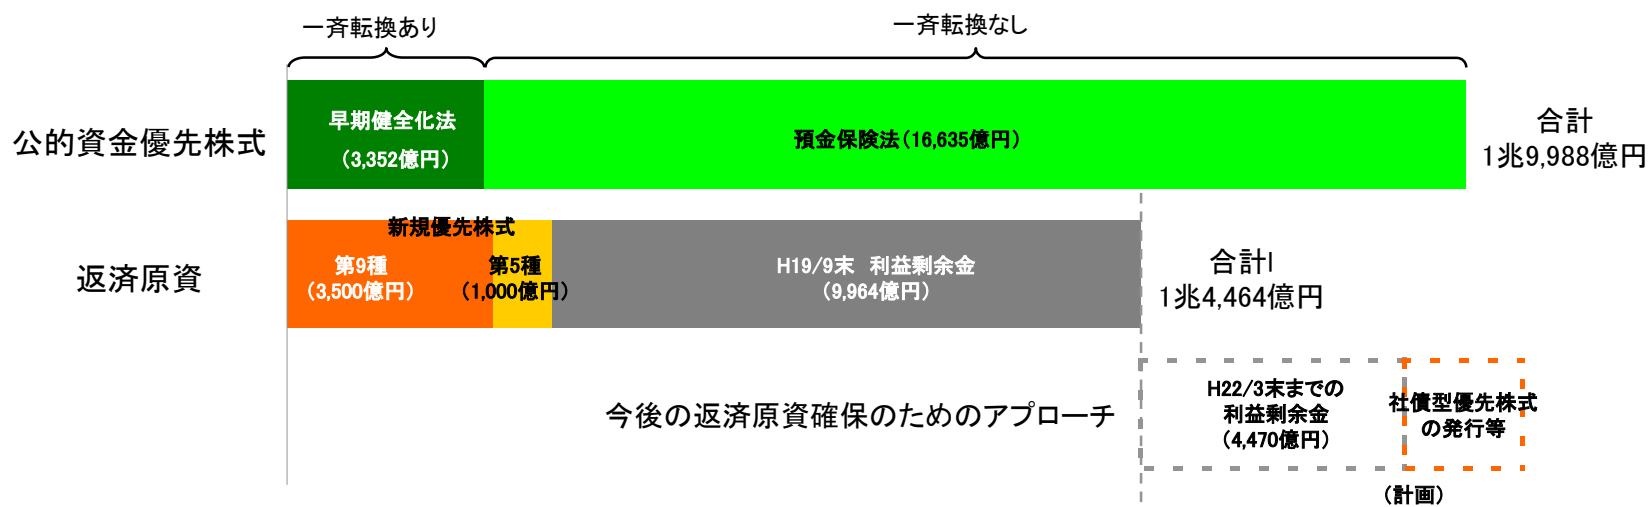 一斉転換あり
一斉転換なし
公的資金優先株式
早期健全化法
（3,352億円）
預金保険法（16,635億円）
合計
1兆9,988億円
返済原資
新規優先株式
第9種
（3,500億円）
第5種
（1,000億円）
H19/9末　利益剰余金
（9,964億円）
合計I
1兆4,464億円
今後の返済原資確保のためのアプローチ
H22/3末までの
利益剰余金
（4,470億円）
社債型優先株式
の発行等
（計画）